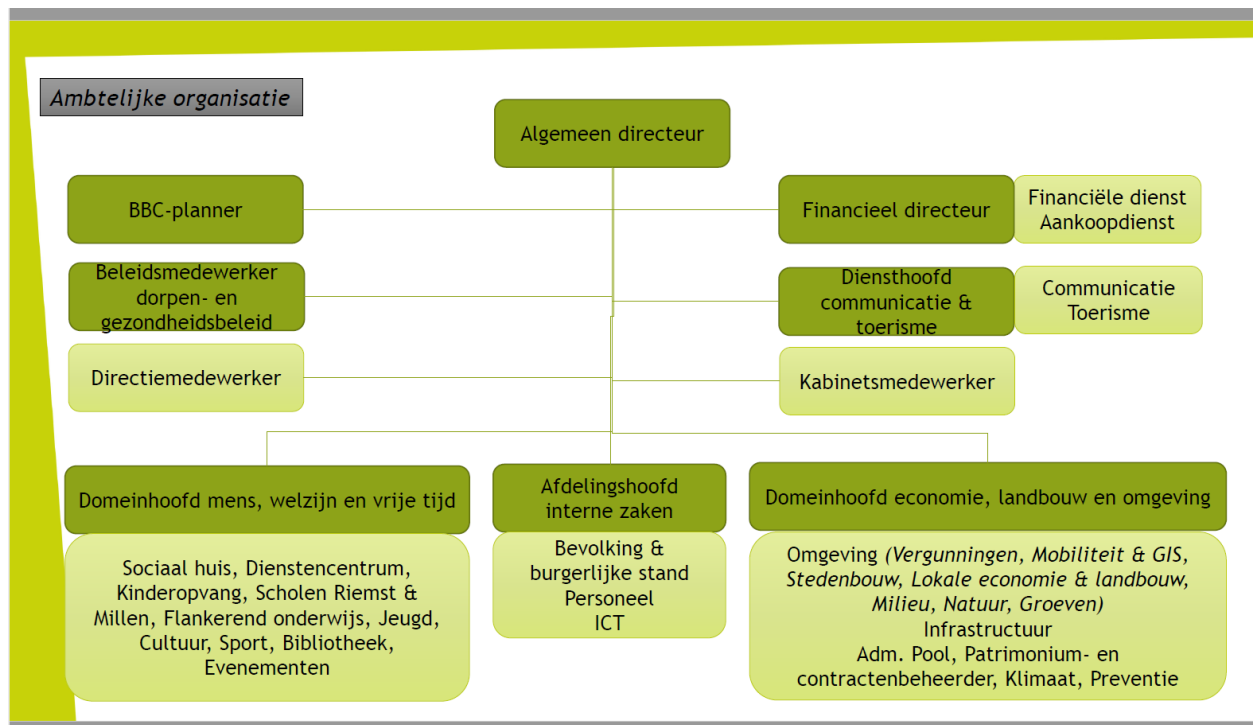 Ambtelijke organisatie
Algemeen directeur
BBC-planner
Financieel directeur
Financiële dienst
Aankoopdienst
Beleidsmedewerker
dorpen- en
gezondheidsbeleid
Diensthoofd
communicatie &
toerisme
Communicatie
Toerisme
Directiemedewerker
Kabinetsmedewerker
Domeinhoofd mens, welzijn en vrije tijd
Sociaal huis, Dienstencentrum,
Kinderopvang, Scholen Riemst &
Millen, Flankerend onderwijs, Jeugd,
Cultuur, Sport, Bibliotheek,
Evenementen
Afdelingshoofd
interne zaken
Bevolking &
burgerlijke stand
Personeel
ICT
Domeinhoofd economie, landbouw en omgeving
Omgeving (Vergunningen, Mobiliteit & GIS,
Stedenbouw, Lokale economie & landbouw,
Milieu, Natuur, Groeven)
Infrastructuur
Adm. Pool, Patrimonium- en
contractenbeheerder, Klimaat, Preventie